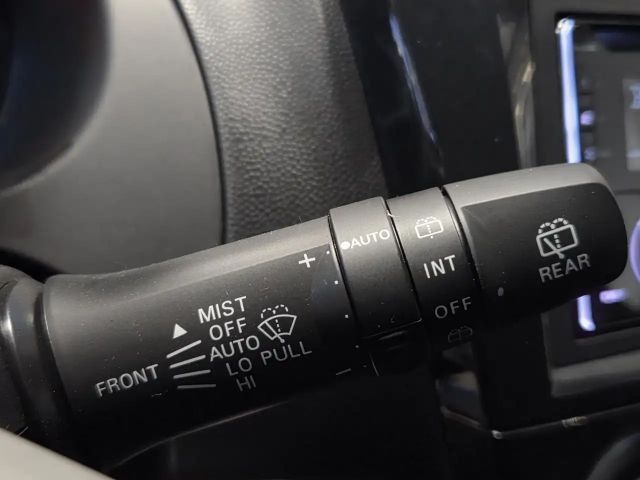 MIST
OFF
FRONT AUTO
LO PULL
HI
+
●AUTO
−
INT
OFF
REAR